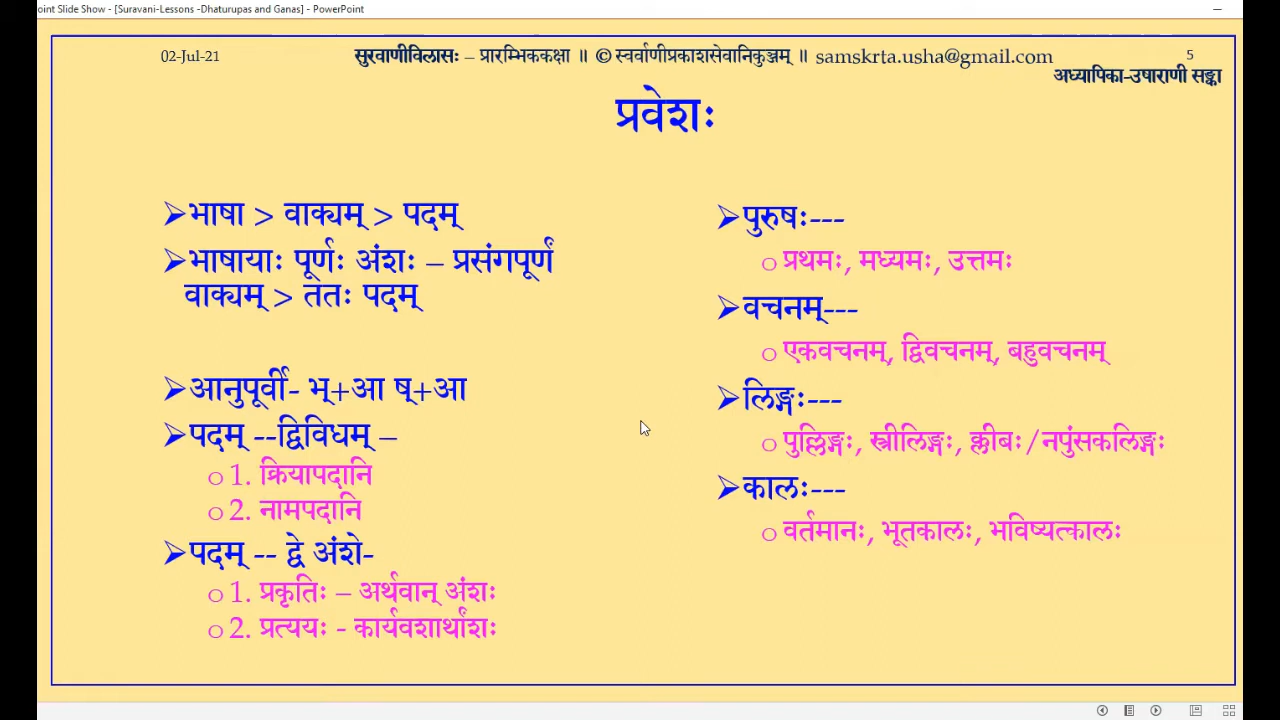 oint Slide Show - [Suravani-Lessons -Dhaturupas and Ganas] - PowerPoint
02-Jul-21
सुरवाणीविलासः – प्रारम्भिककक्षा ॥ © स्वर्वाणीप्रकाशसेवानिकुञ्जम् ॥ samskrta.usha@gmail.com
5
अध्यापिका-उषाराणी सङ्का
प्रवेशः
➢भाषा > वाक्यम् > पदम्
➢भाषायाः पूर्णः अंशः – प्रसंगपूर्णं
वाक्यम् > ततः पदम्
➢आनुपूर्वी- भ्+आ ष्+आ
➢पदम् --द्विविधम् –
o 1. क्रियापदानि
o 2. नामपदानि
➢पदम् -- द्वे अंशे-
o 1. प्रकृतिः – अर्थवान् अंशः
o 2. प्रत्ययः - कार्यवशार्थांशः
➢पुरुषः---
o प्रथमः, मध्यमः, उत्तमः
➢वचनम्---
o एकवचनम्, द्विवचनम्, बहुवचनम्
➢लिङ्गः---
o पुल्लिङ्गः, स्त्रीलिङ्गः, क्लीबः/नपुंसकलिङ्गः
➢कालः---
o वर्तमानः, भूतकालः, भविष्यत्कालः